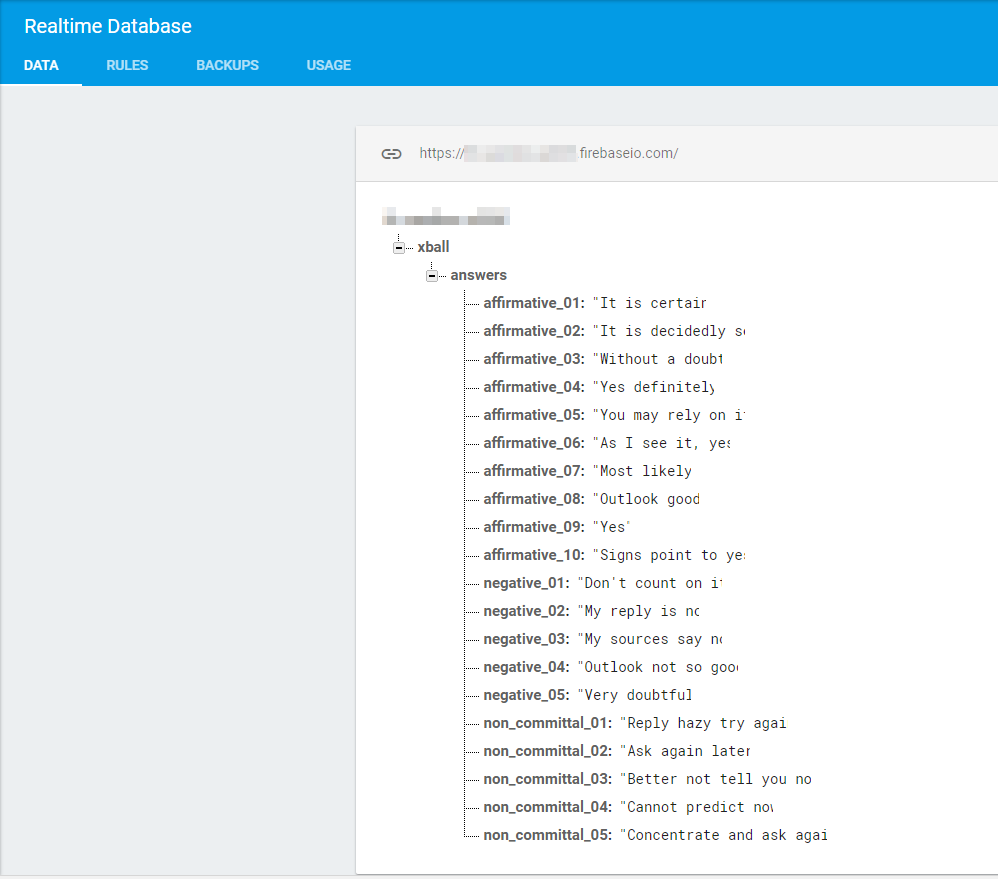 Realtime Database
DATA RULES BACKUPS USAGE
https:// .firebaseio.com/
xball
answers
affirmative_01: "It is certain
affirmative_02: "It is decidedly so
affirmative_03: "Without a doubt
affirmative_04: "Yes definitely
affirmative_05: "You may rely on it
affirmative_06: "As I see it, yes
affirmative_07: "Most likely
affirmative_08: "Outlook good
affirmative_09: "Yes"
affirmative_10: "Signs point to yes
negative_01: "Don't count on it
negative_02: "My reply is no
negative_03: "My sources say no
negative_04: "Outlook not so good
negative_05: "Very doubtful
non_committal_01: "Reply hazy try agai
non_committal_02: "Ask again later
non_committal_03: "Better not tell you no
non_committal_04: "Cannot predict now
non_committal_05: "Concentrate and ask agai